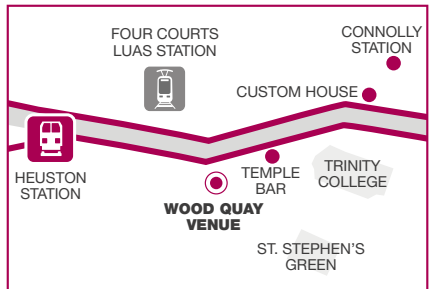 FOUR COURTS
LUAS STATION
CONNOLLY
STATION
CUSTOM HOUSE
HEUSTON
STATION
TEMPLE
BAR
TRINITY
COLLEGE
WOOD QUAY
VENUE
ST. STEPHEN'S
GREEN